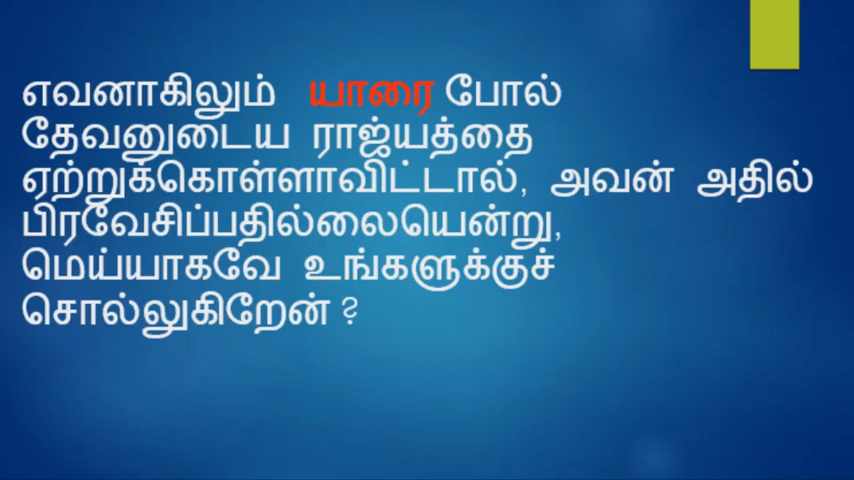 எவனாகிலும் யாரை போல்
தேவனுடைய ராஜ்யத்தை
ஏற்றுக்கொள்ளாவிட்டால், அவன் அதில்
பிரவேசிப்பதில்லையென்று,
மெய்யாகவே உங்களுக்குச்
சொல்லுகிறேன் ?